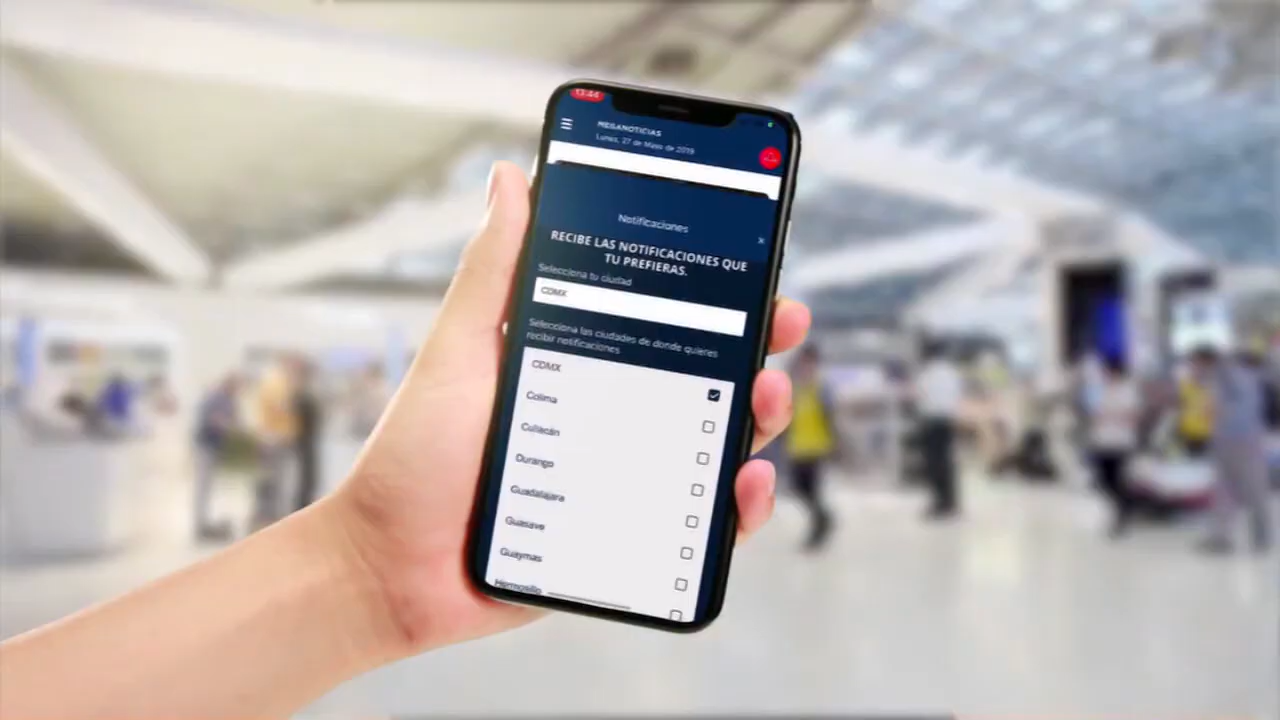 13:44
MEGANOTICIAS
Lunes, 27 de Mayo de 2019
Notificaciones
x
RECIBE LAS NOTIFICACIONES QUE
TU PREFIERAS.
Selecciona tu ciudad
CDMX
Selecciona las ciudades de donde quieres
recibir notificaciones
CDMX
Colima
Culiacán
Durango
Guadalajara
Guasave
Guaymas
Hermosillo